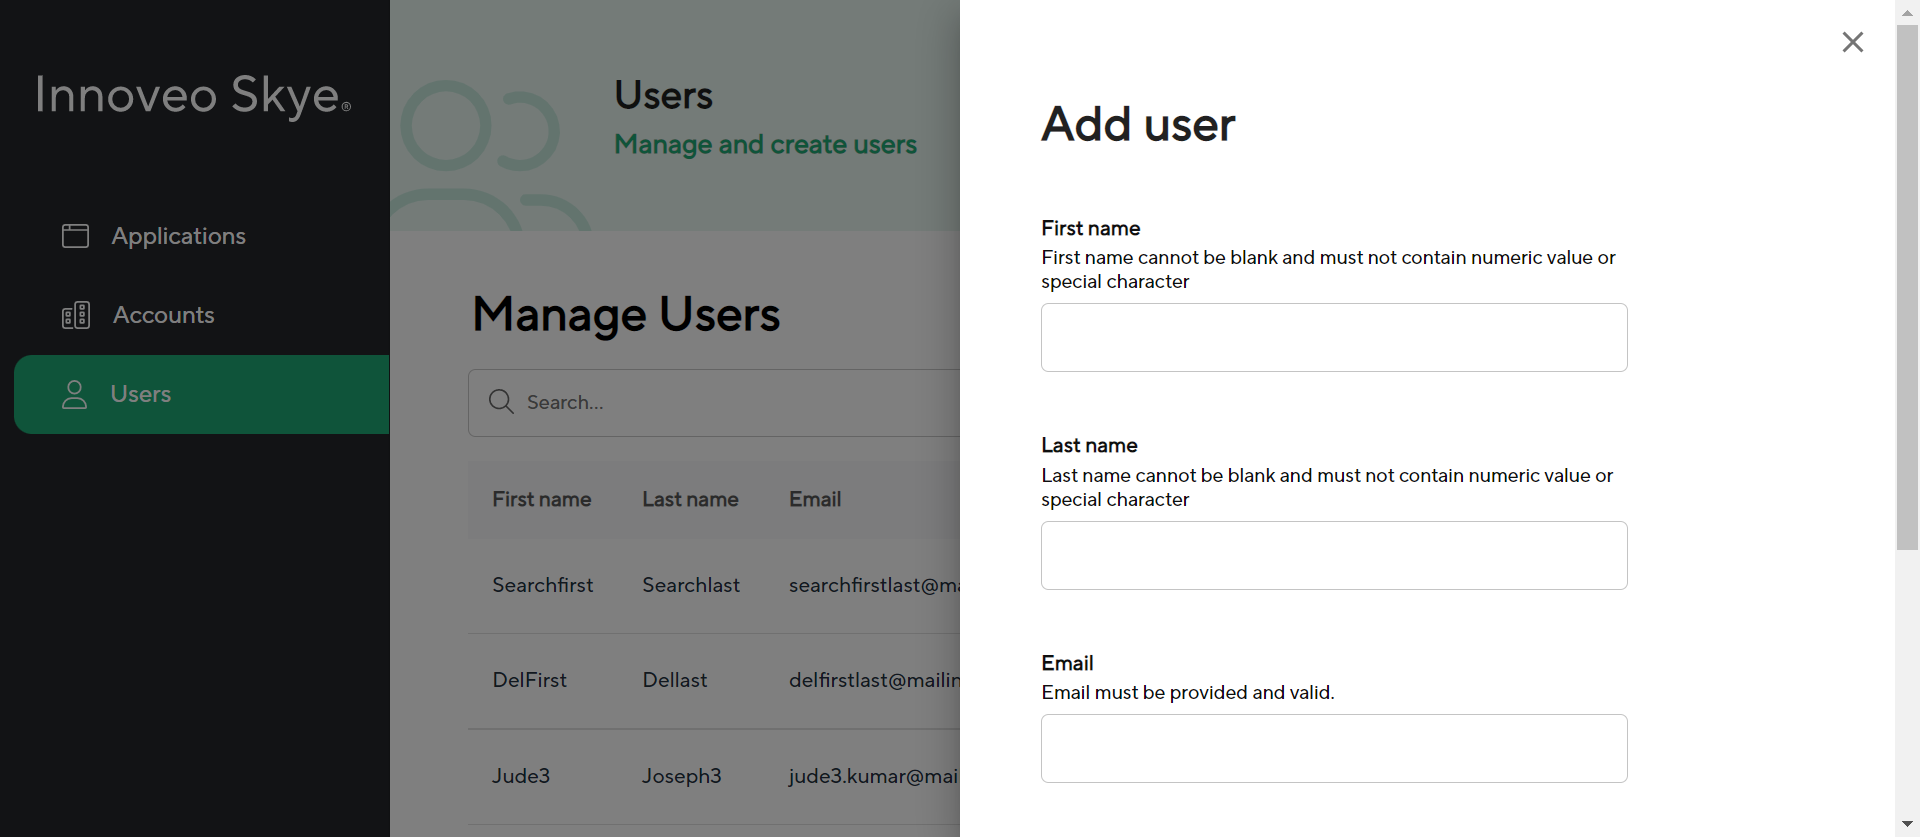 Innoveo Skye®
Applications
Accounts
Users
Users
Manage and create users
Manage Users
Search...
First name Last name Email
Searchfirst Searchlast searchfirstlast@ma
DelFirst Dellast delfirstlast@mailin
Jude3 Joseph3 jude3.kumar@mai
Add user
First name
First name cannot be blank and must not contain numeric value or
special character
Last name
Last name cannot be blank and must not contain numeric value or
special character
Email
Email must be provided and valid.